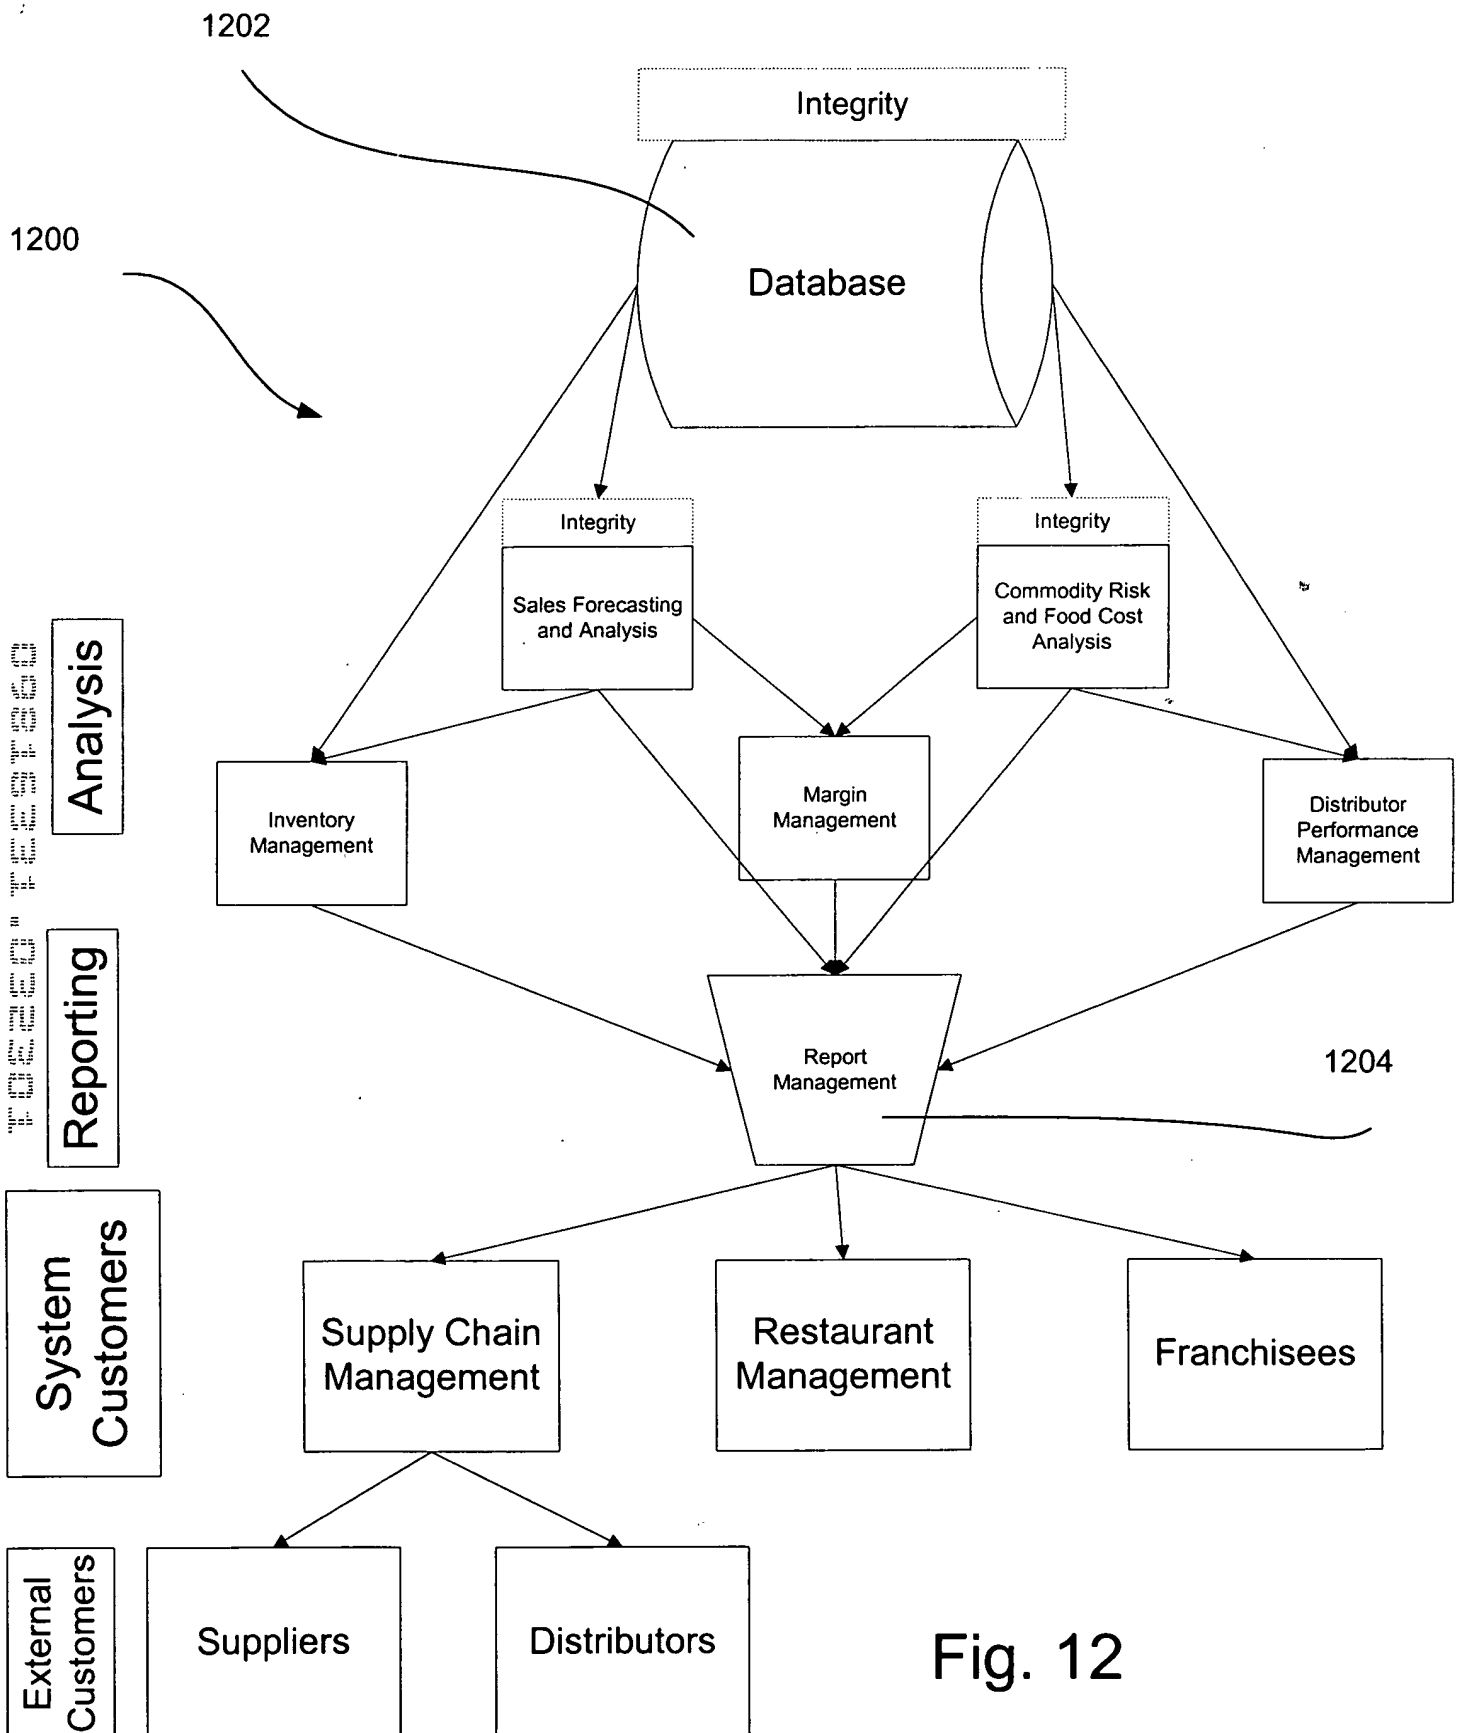 1202
Integrity
1200
Database
Integrity
Integrity
Sales Forecasting
and Analysis
Commodity Risk
and Food Cost
Analysis
Analysis
Inventory
Management
Margin
Management
Distributor
Performance
Management
Reporting
Report
Management
1204
System
Customers
Supply Chain
Management
Restaurant
Management
Franchisees
External
Customers
Suppliers
Distributors
Fig. 12